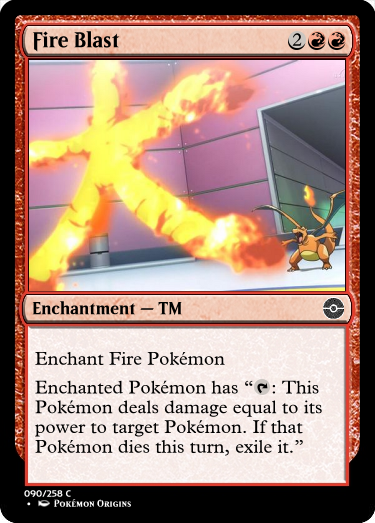 Fire Blast 2
Enchantment — TM
Enchant Fire Pokémon
Enchanted Pokémon has “: This
Pokémon deals damage equal to its
power to target Pokémon. If that
Pokémon dies this turn, exile it.”
090/258 C
• Pokémon Origins